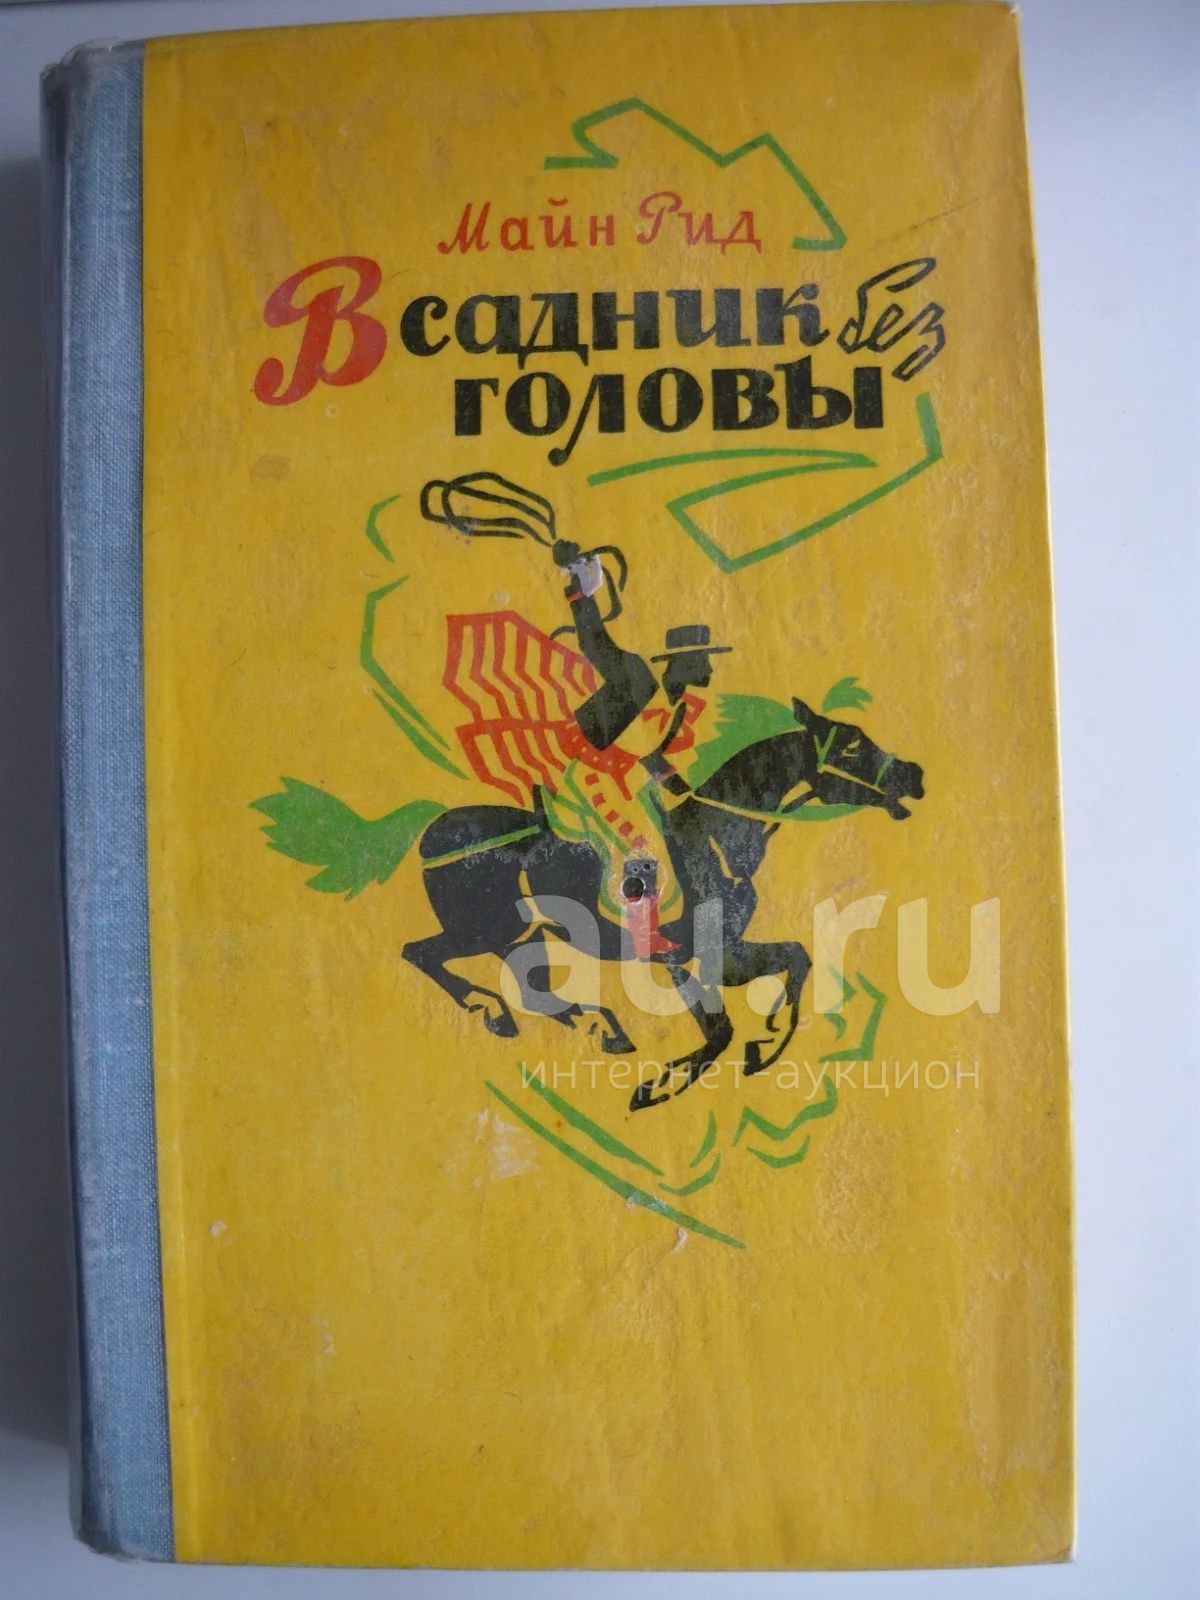 Майн Рид
Всадник без
головы
au.ru
интернет-аукцион